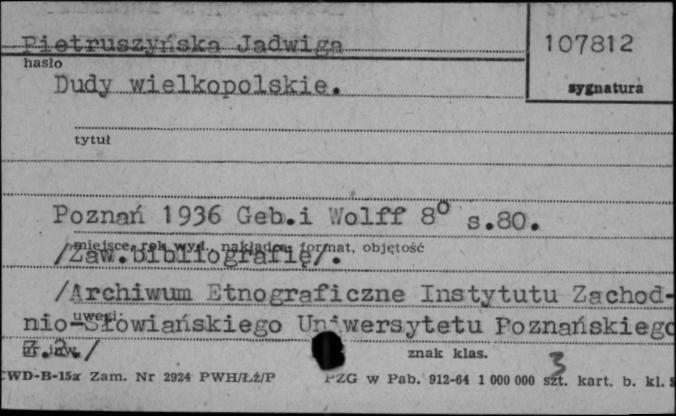 Pietruszyńska Jadwiga
107812
hasło
Dudy wielkopolskie.
sygnatura
tytuł
Poznań 1936 Geb.i Wolff 8° s.80.
miejsce, rok wyd., nakładca, format, objętość
/Zaw.bibliografię/.
/Archiwum Etnograficzne Instytutu Zachod-
uwagi:
nio-Słowiańskiego Uniwersytetu Poznańskiego
/
znak klas.
3
CWD-B-15a Zam. Nr 2924 PWH/Łź/P
PZG w Pab. 912-64 1 000 000 szt. kart. b. kl.